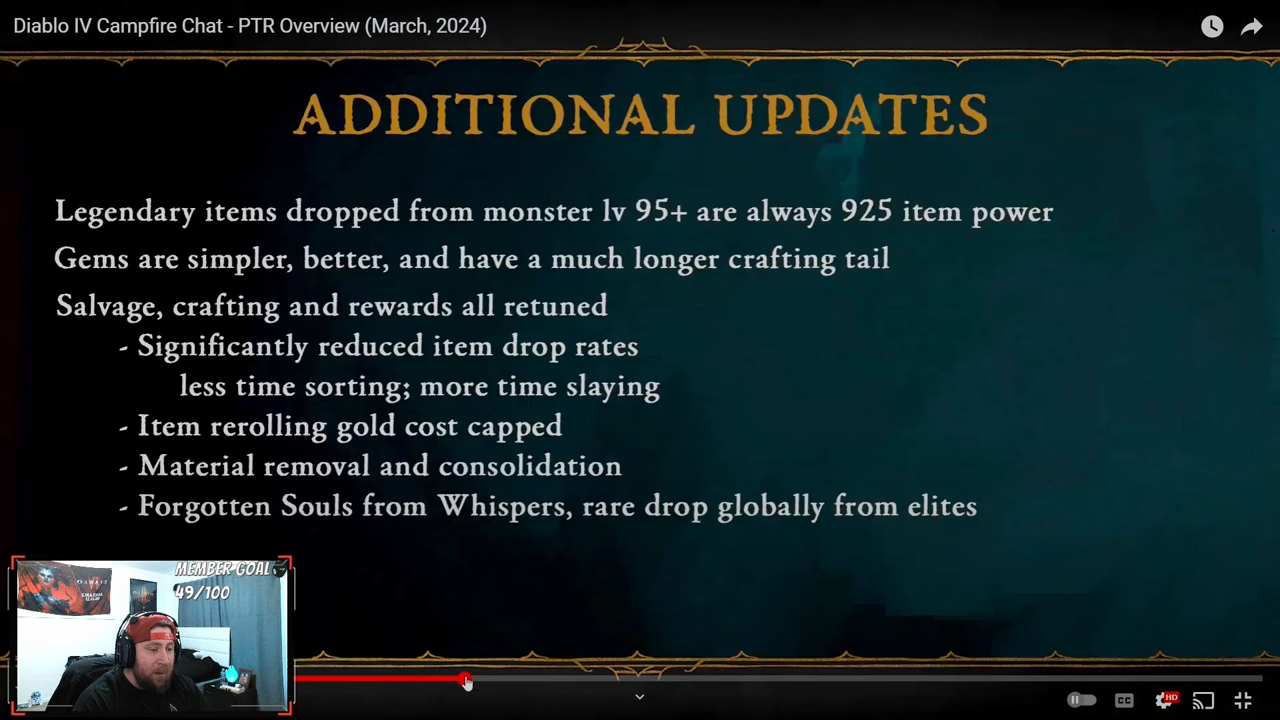 Diablo IV Campfire Chat - PTR Overview (March, 2024)
ADDITIONAL UPDATES
Legendary items dropped from monster lv 95+ are always 925 item power
Gems are simpler, better, and have a much longer crafting tail
Salvage, crafting and rewards all retuned
- Significantly reduced item drop rates
less time sorting; more time slaying
- Item rerolling gold cost capped
- Material removal and consolidation
- Forgotten Souls from Whispers, rare drop globally from elites
MEMBER GOAL
49/100
CC
HD